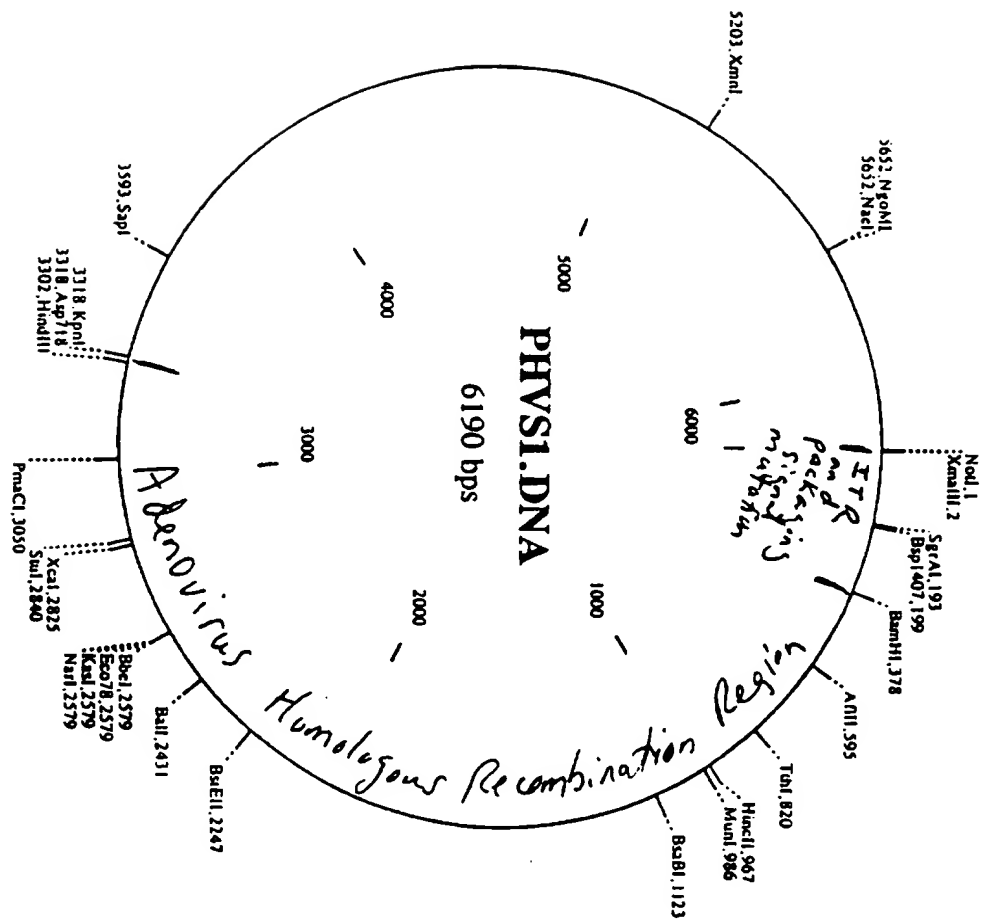 PHVS1.DNA
6190 bps
NotI,1
XmaIII,2
SgrAI,193
Bsp1407,199
BamHI,378
AflII,595
Tth1,820
HincII,967
MunI,986
BsaBI,1123
BstEII,2247
BalI,2431
BbeI,2579
Eco78,2579
KasI,2579
NarI,2579
XcaI,2825
StuI,2840
PmaCI,3050
3318.KpnI
3318.Asp718
3302.HindIII
3593.SapI
5203.XmnI
5652.NgoMI
5652.NaeI
1000
2000
3000
4000
5000
6000
ITR
and
packaging
signal
Adenovirus Homologous Recombination Region